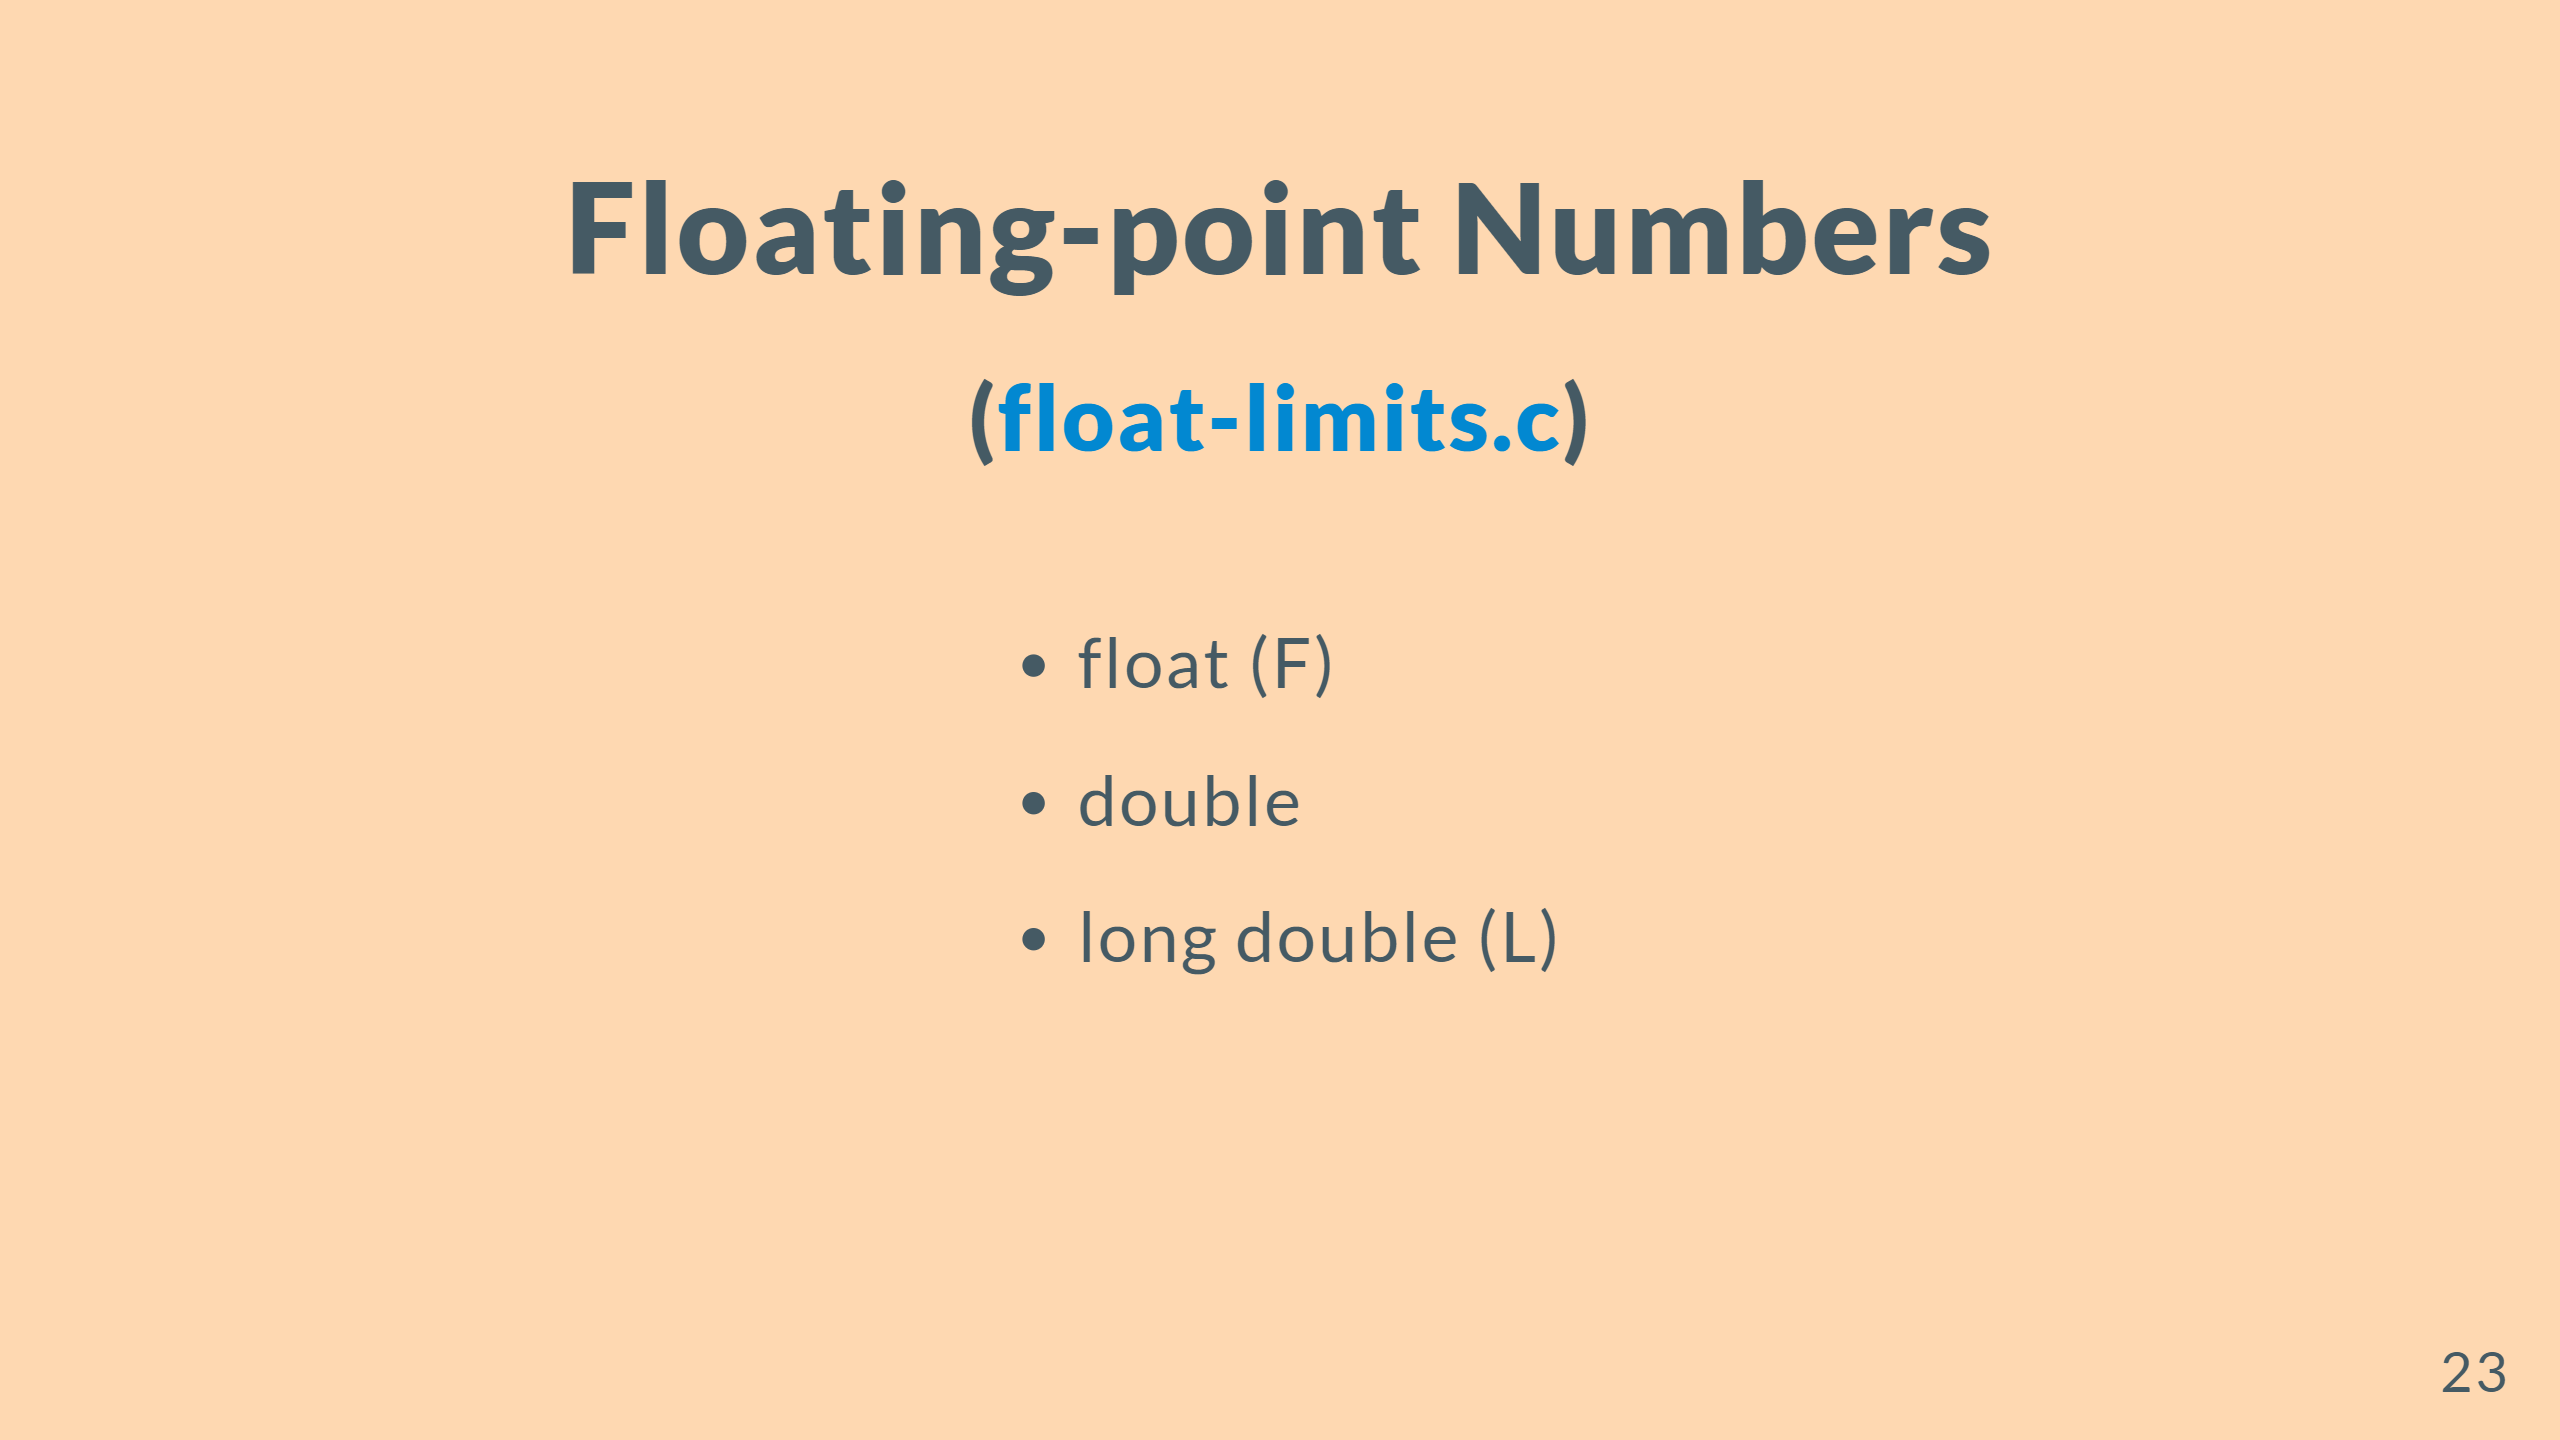 Floating-point Numbers
(float-limits.c)
• float (F)
• double
• long double (L)
23